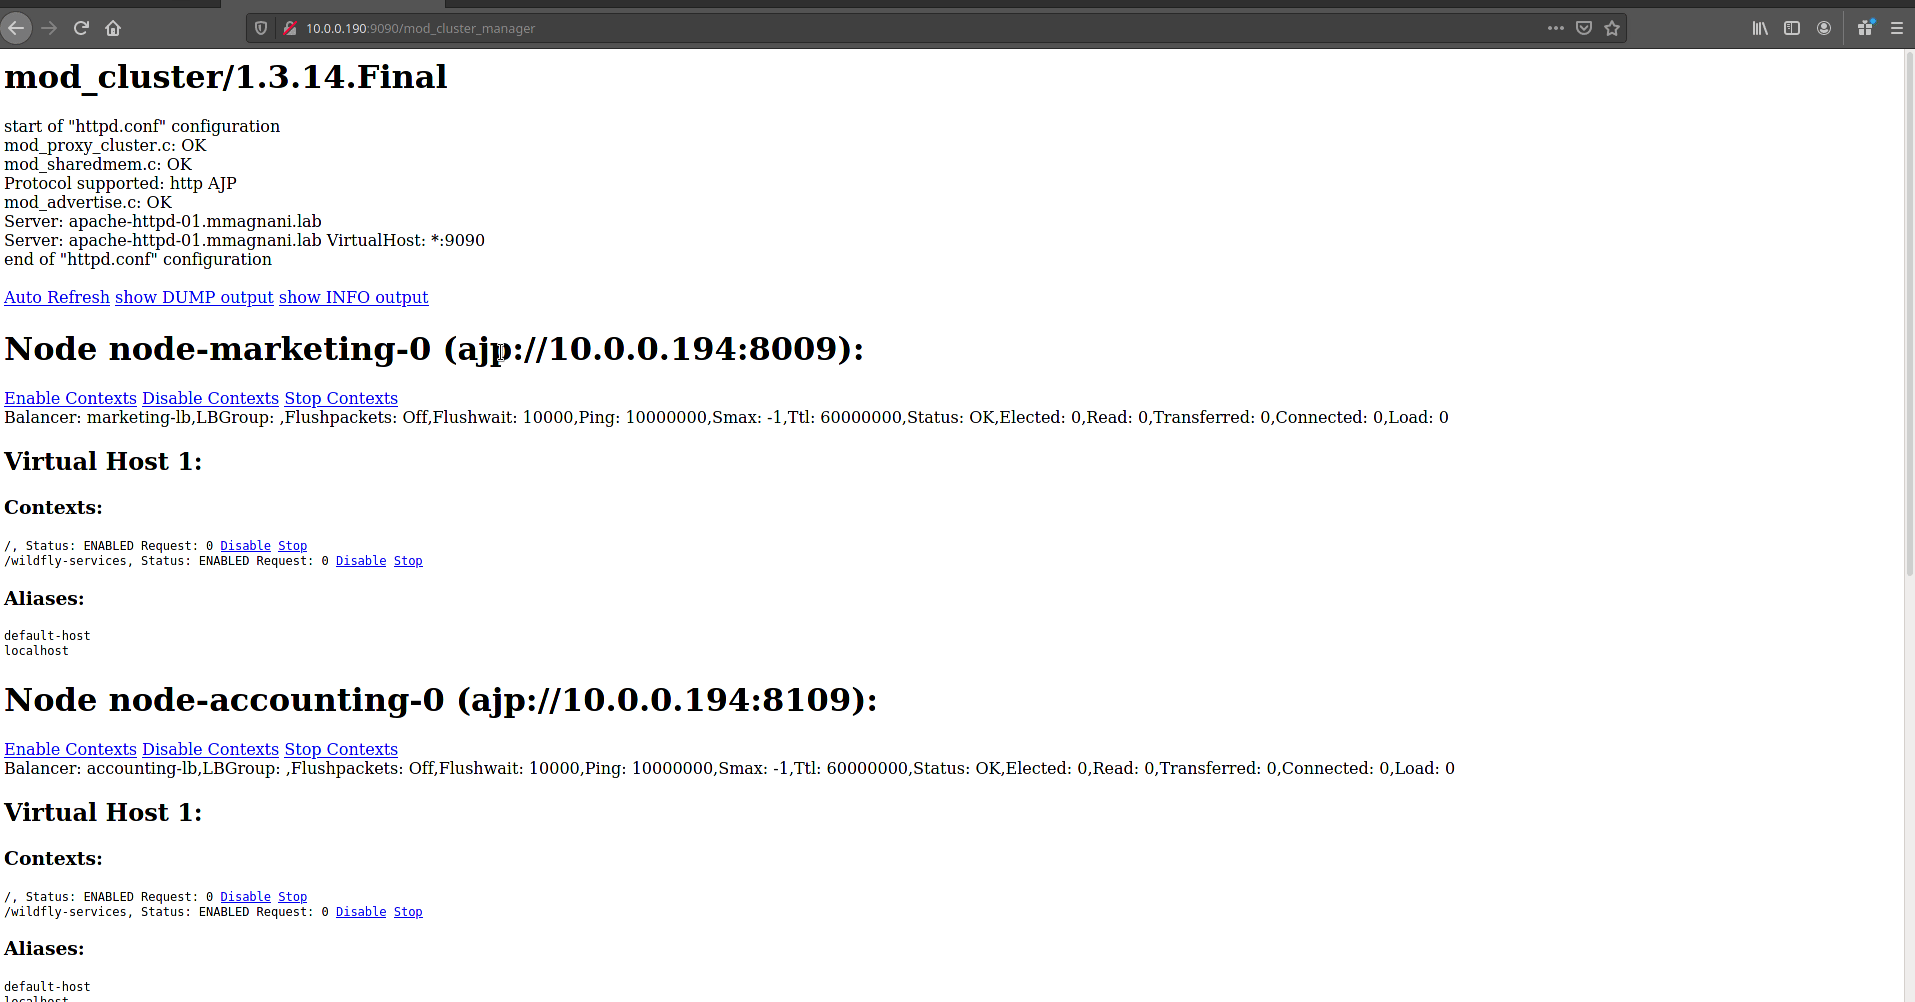 10.0.0.190:9090/mod_cluster_manager
mod_cluster/1.3.14.Final
start of "httpd.conf" configuration
mod_proxy_cluster.c: OK
mod_sharedmem.c: OK
Protocol supported: http AJP
mod_advertise.c: OK
Server: apache-httpd-01.mmagnani.lab
Server: apache-httpd-01.mmagnani.lab VirtualHost: *:9090
end of "httpd.conf" configuration
Auto Refresh show DUMP output show INFO output
Node node-marketing-0 (ajp://10.0.0.194:8009):
Enable Contexts Disable Contexts Stop Contexts
Balancer: marketing-lb,LBGroup: ,Flushpackets: Off,Flushwait: 10000,Ping: 10000000,Smax: -1,Ttl: 60000000,Status: OK,Elected: 0,Read: 0,Transferred: 0,Connected: 0,Load: 0
Virtual Host 1:
Contexts:
/, Status: ENABLED Request: 0 Disable Stop
/wildfly-services, Status: ENABLED Request: 0 Disable Stop
Aliases:
default-host
localhost
Node node-accounting-0 (ajp://10.0.0.194:8109):
Enable Contexts Disable Contexts Stop Contexts
Balancer: accounting-lb,LBGroup: ,Flushpackets: Off,Flushwait: 10000,Ping: 10000000,Smax: -1,Ttl: 60000000,Status: OK,Elected: 0,Read: 0,Transferred: 0,Connected: 0,Load: 0
Virtual Host 1:
Contexts:
/, Status: ENABLED Request: 0 Disable Stop
/wildfly-services, Status: ENABLED Request: 0 Disable Stop
Aliases:
default-host
localhost